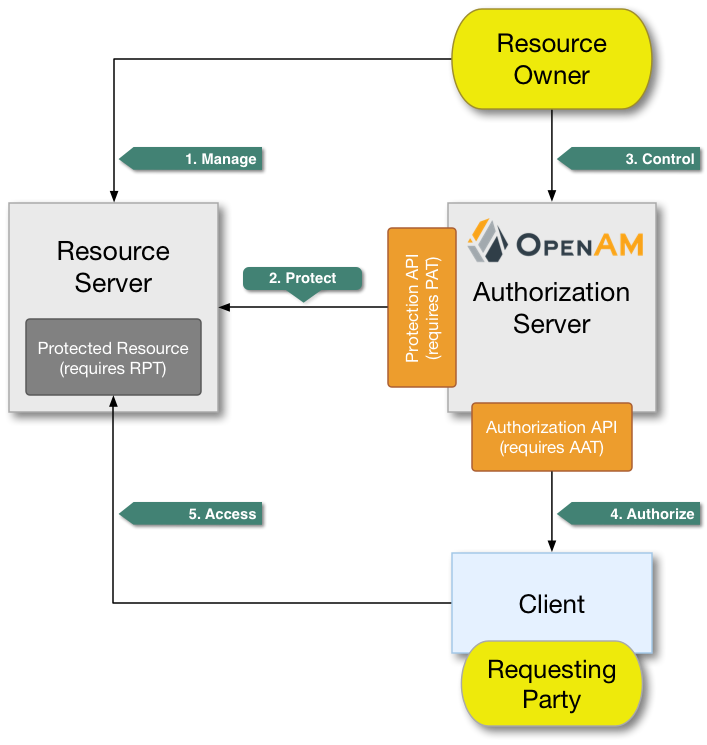 Resource
Owner
1. Manage
3. Control
Resource
Server
2. Protect
Protection API
(requires PAT)
OPENAM
Authorization
Server
Protected Resource
(requires RPT)
Authorization API
(requires AAT)
5. Access
4. Authorize
Client
Requesting
Party